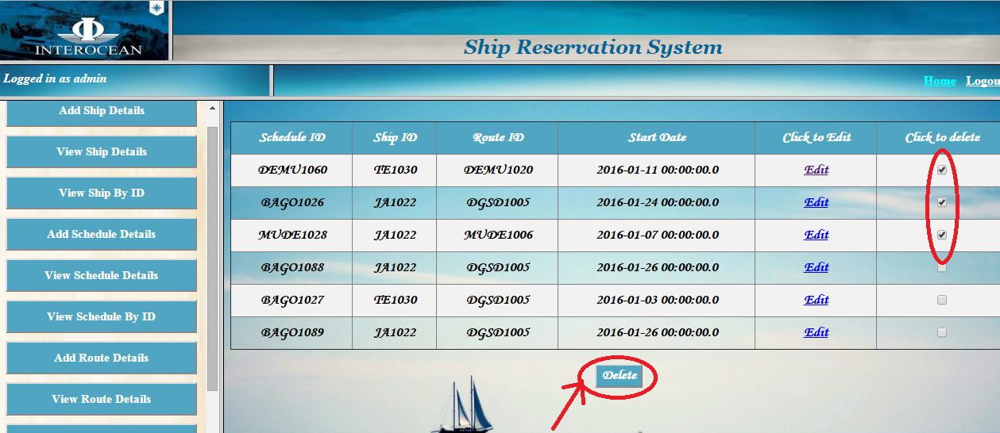 INTEROCEAN
Ship Reservation System
Logged in as admin
Home Logou
Add Ship Details
View Ship Details
View Ship By ID
Add Schedule Details
View Schedule Details
View Schedule By ID
Add Route Details
View Route Details
Schedule ID Ship ID Route ID Start Date Click to Edit Click to delete
DEMU1060 TE1030 DEMU1020 2016-01-11 00:00:00.0 Edit
BAGO1026 JA1022 DGSD1005 2016-01-24 00:00:00.0 Edit
MUDE1028 JA1022 MUDE1006 2016-01-07 00:00:00.0 Edit
BAGO1088 JA1022 DGSD1005 2016-01-26 00:00:00.0 Edit
BAGO1027 TE1030 DGSD1005 2016-01-03 00:00:00.0 Edit
BAGO1089 JA1022 DGSD1005 2016-01-26 00:00:00.0 Edit
Delete